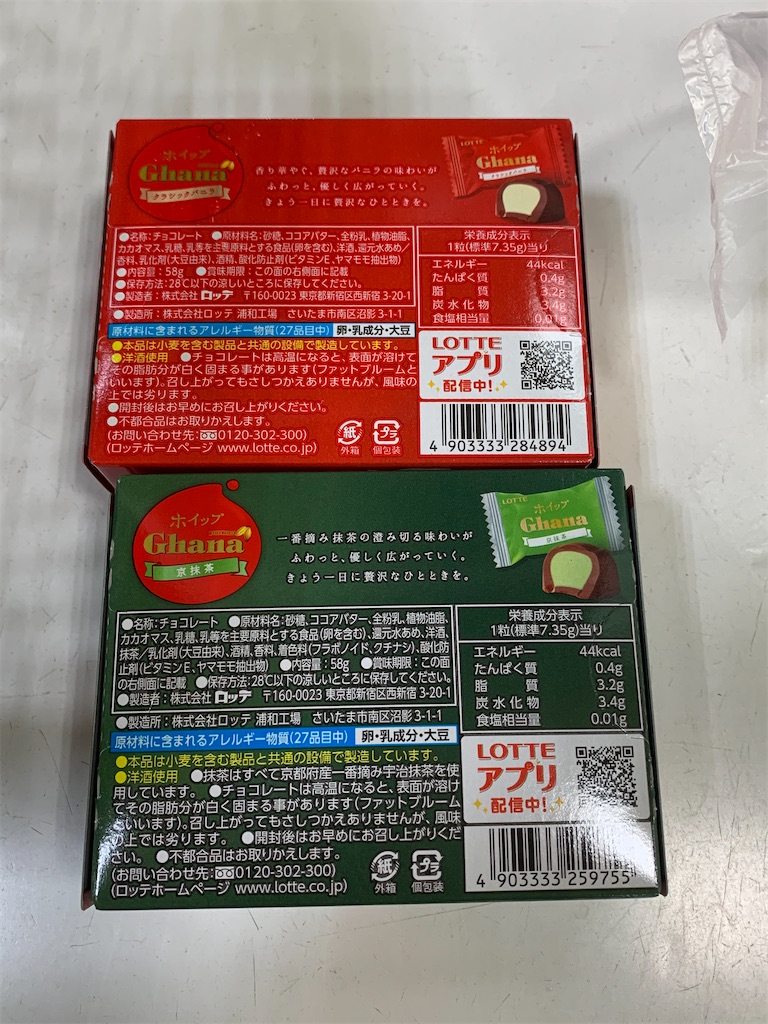 ホイップ
Ghana
クラシックバニラ
香り華やぐ、贅沢なバニラの味わいが
ふわっと、優しく広がっていく。
きょう一日に贅沢なひとときを。
LOTTE
ホイップ
Ghana
クラシックバニラ
●名称:チョコレート ●原材料名:砂糖、ココアバター、全粉乳、植物油脂、
カカオマス、乳糖、乳等を主要原料とする食品(卵を含む)、洋酒、還元水あめ/
香料、乳化剤(大豆由来)、酒精、酸化防止剤(ビタミンE、ヤマモモ抽出物)
●内容量:58g ●賞味期限:この面の右側面に記載
●保存方法:28℃以下の涼しいところに保存してください。
●製造者:株式会社 ロッテ 〒160-0023 東京都新宿区西新宿 3-20-1
●製造所:株式会社ロッテ 浦和工場 さいたま市南区沼影3-1-1
原材料に含まれるアレルギー物質(27品目中) 卵・乳成分・大豆
●本品は小麦を含む製品と共通の設備で製造しています。
●洋酒使用 ●チョコレートは高温になると、表面が溶けて
その脂肪分が白く固まる事があります(ファットブルームと
いいます)。召し上がってもさしつかえありませんが、風味の
上では劣ります。
●開封後はお早めにお召し上がりください。
●不都合品はお取りかえします。
(お問い合わせ先:0120-302-300)
(ロッテホームページ www.lotte.co.jp)
紙
外箱
プラ
個包装
栄養成分表示
1粒(標準7.35g)当り
エネルギー 44kcal
たんぱく質 0.4g
脂質 3.2g
炭水化物 3.4g
食塩相当量 0.01g
LOTTE
アプリ
配信中!
4 903333 284894
ホイップ
Ghana
京抹茶
一番摘み抹茶の澄み切る味わいが
ふわっと、優しく広がっていく。
きょう一日に贅沢なひとときを。
LOTTE
ホイップ
Ghana
京抹茶
●名称:チョコレート ●原材料名:砂糖、ココアバター、全粉乳、植物油脂、
カカオマス、乳糖、乳等を主要原料とする食品(卵を含む)、還元水あめ、洋酒、
抹茶/乳化剤(大豆由来)、酒精、香料、着色料(フラボノイド、クチナシ)、酸化防
止剤(ビタミンE、ヤマモモ抽出物) ●内容量:58g ●賞味期限:この面
の右側面に記載 ●保存方法:28℃以下の涼しいところに保存してください。
●製造者:株式会社 ロッテ 〒160-0023 東京都新宿区西新宿 3-20-1
●製造所:株式会社ロッテ 浦和工場 さいたま市南区沼影3-1-1
原材料に含まれるアレルギー物質(27品目中) 卵・乳成分・大豆
●本品は小麦を含む製品と共通の設備で製造しています。
●洋酒使用 ●抹茶はすべて京都府産一番摘み宇治抹茶を使
用しています。 ●チョコレートは高温になると、表面が溶け
てその脂肪分が白く固まる事があります(ファットブルーム
といいます)。召し上がってもさしつかえありませんが、風味
の上では劣ります。 ●開封後はお早めにお召し上がりくだ
さい。 ●不都合品はお取りかえします。
(お問い合わせ先:0120-302-300)
(ロッテホームページ www.lotte.co.jp)
紙
外箱
プラ
個包装
栄養成分表示
1粒(標準7.35g)当り
エネルギー 44kcal
たんぱく質 0.4g
脂質 3.2g
炭水化物 3.4g
食塩相当量 0.01g
LOTTE
アプリ
配信中!
4 903333 259755